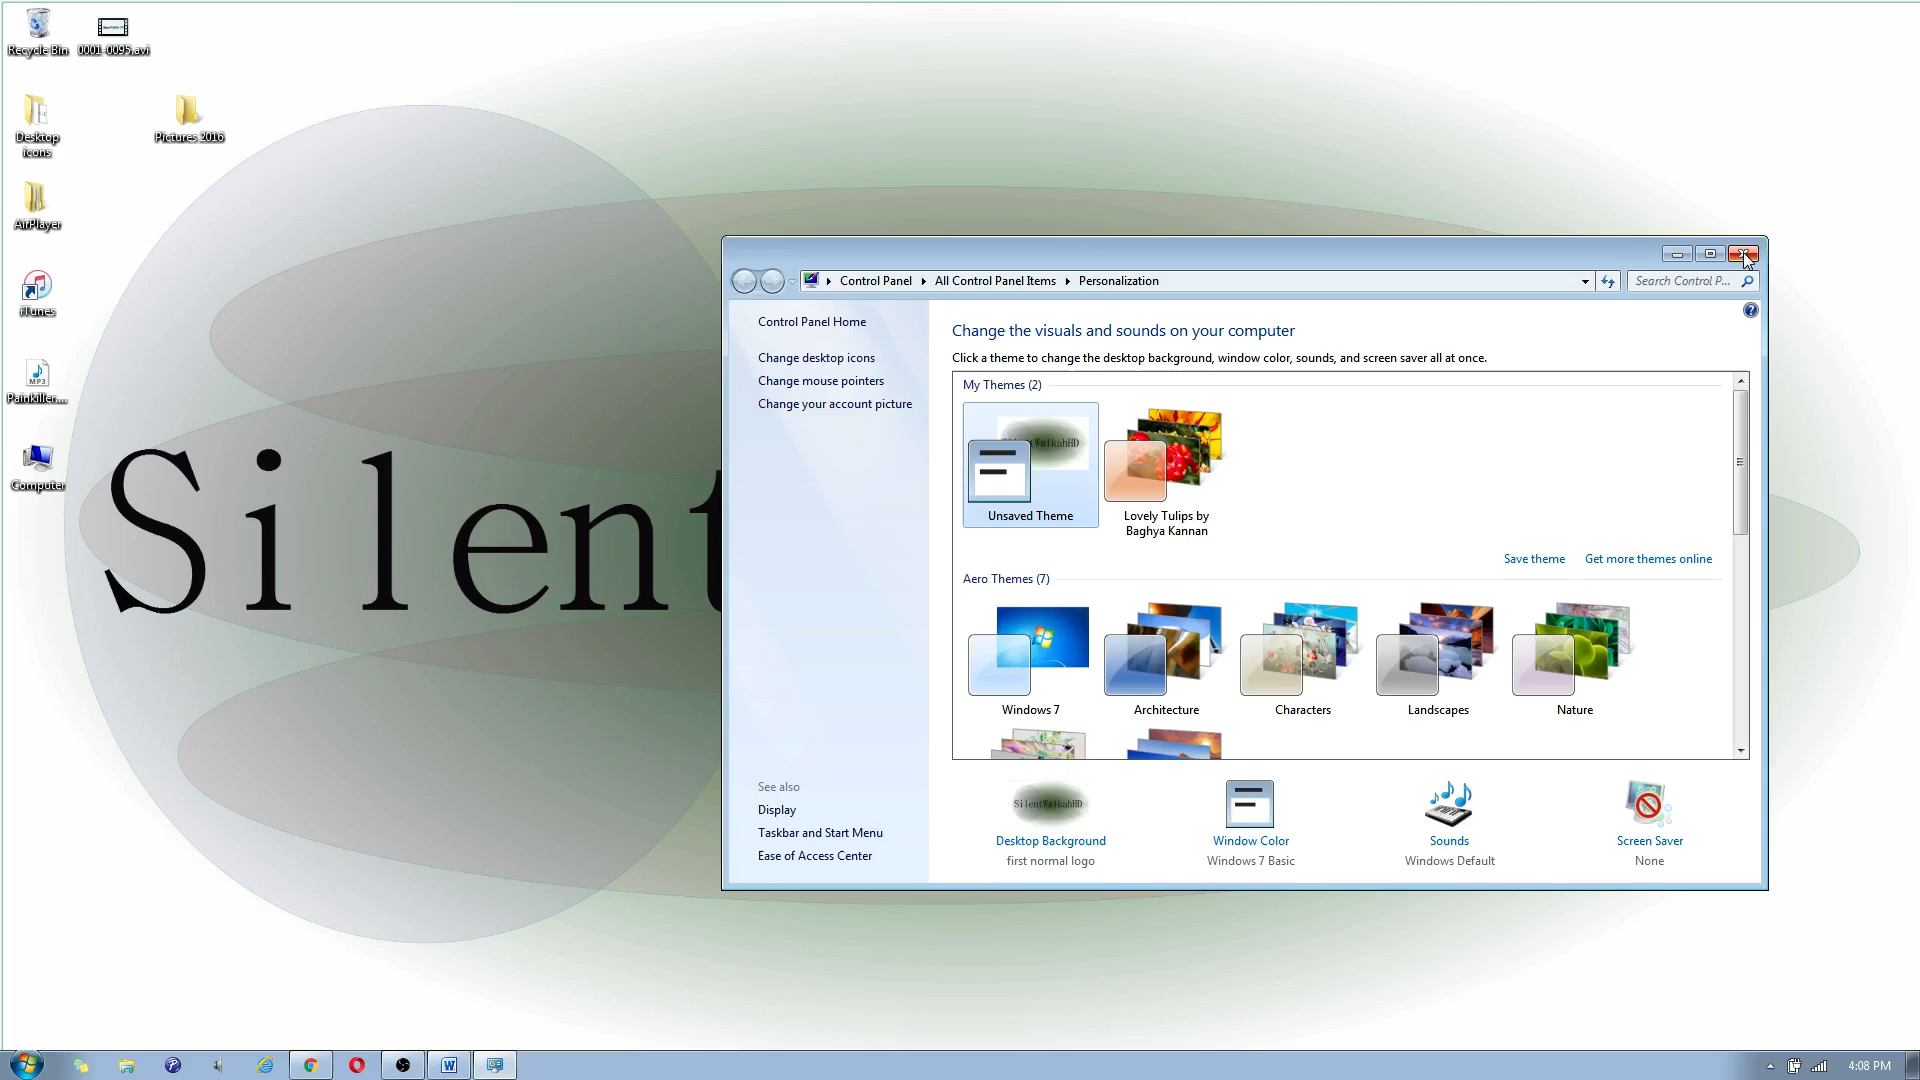 Recycle Bin
0001-0095.avi
Desktop
icons
Pictures 2016
AirPlayer
iTunes
MP3
Painkiller....
Computer
Silent
Control Panel
All Control Panel Items
Personalization
Search Control P...
Control Panel Home
Change desktop icons
Change mouse pointers
Change your account picture
See also
Display
Taskbar and Start Menu
Ease of Access Center
Change the visuals and sounds on your computer
Click a theme to change the desktop background, window color, sounds, and screen saver all at once.
My Themes (2)
Unsaved Theme
Lovely Tulips by
Baghya Kannan
Save theme
Get more themes online
Aero Themes (7)
Windows 7
Architecture
Characters
Landscapes
Nature
SilentWalkahHD
Desktop Background
first normal logo
Window Color
Windows 7 Basic
Sounds
Windows Default
Screen Saver
None
4:08 PM